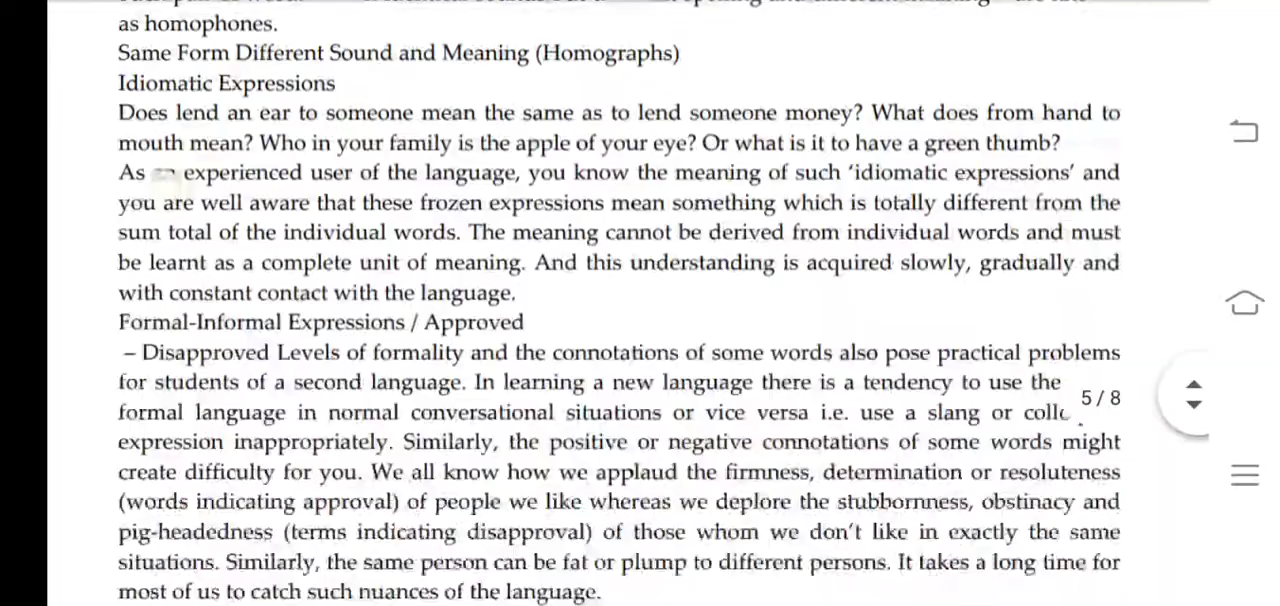 as homophones.
Same Form Different Sound and Meaning (Homographs)
Idiomatic Expressions
Does lend an ear to someone mean the same as to lend someone money? What does from hand to
mouth mean? Who in your family is the apple of your eye? Or what is it to have a green thumb?
As experienced user of the language, you know the meaning of such ‘idiomatic expressions’ and
you are well aware that these frozen expressions mean something which is totally different from the
sum total of the individual words. The meaning cannot be derived from individual words and must
be learnt as a complete unit of meaning. And this understanding is acquired slowly, gradually and
with constant contact with the language.
Formal-Informal Expressions / Approved
– Disapproved Levels of formality and the connotations of some words also pose practical problems
for students of a second language. In learning a new language there is a tendency to use the
formal language in normal conversational situations or vice versa i.e. use a slang or
5 / 8
expression inappropriately. Similarly, the positive or negative connotations of some words might
create difficulty for you. We all know how we applaud the firmness, determination or resoluteness
(words indicating approval) of people we like whereas we deplore the stubbornness, obstinacy and
pig-headedness (terms indicating disapproval) of those whom we don’t like in exactly the same
situations. Similarly, the same person can be fat or plump to different persons. It takes a long time for
most of us to catch such nuances of the language.